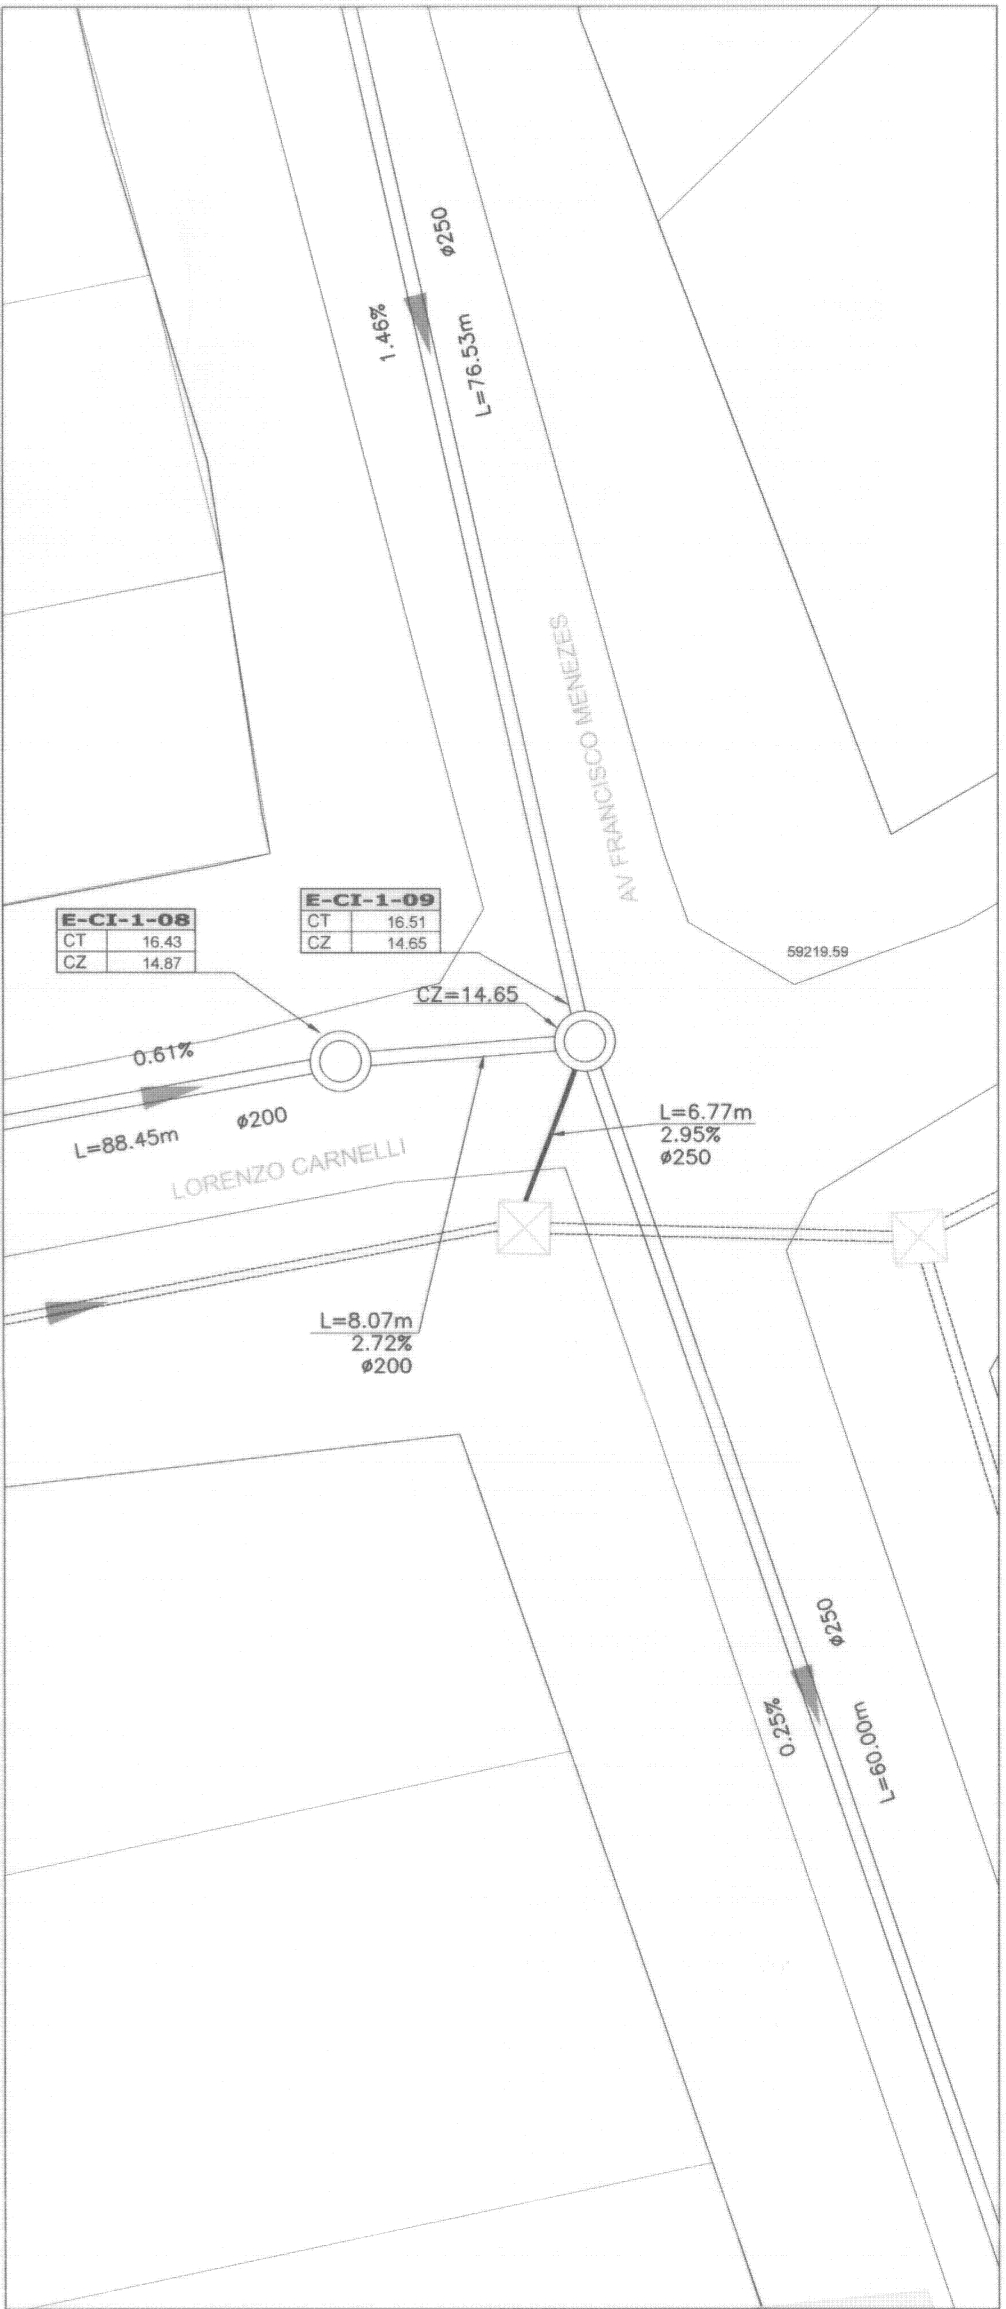 ø250
1.46%
L=76.53m
AV FRANCISCO MENEZES
E-CI-1-09
CT 16.51
CZ 14.65
E-CI-1-08
CT 16.43
CZ 14.87
59219.59
CZ=14.65
0.61%
ø200
L=88.45m
LORENZO CARNELLI
L=6.77m
2.95%
ø250
L=8.07m
2.72%
ø200
ø250
0.25%
L=60.00m